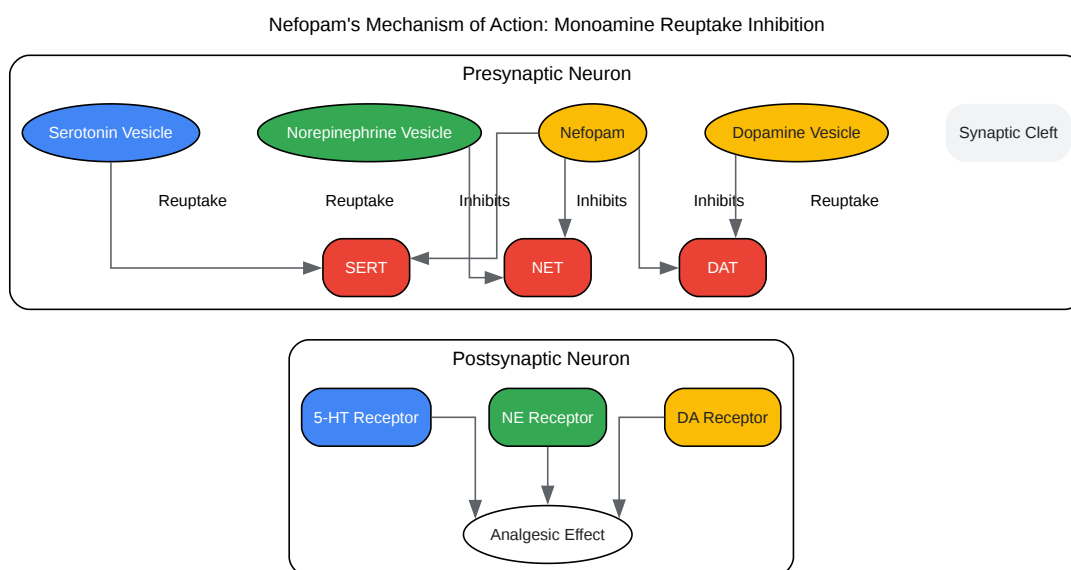 Nefopam's Mechanism of Action: Monoamine Reuptake Inhibition
Presynaptic Neuron
Serotonin Vesicle
Norepinephrine Vesicle
Nefopam
Dopamine Vesicle
Synaptic Cleft
Reuptake
Reuptake
Inhibits
Inhibits
Inhibits
Reuptake
SERT
NET
DAT
Postsynaptic Neuron
5-HT Receptor
NE Receptor
DA Receptor
Analgesic Effect